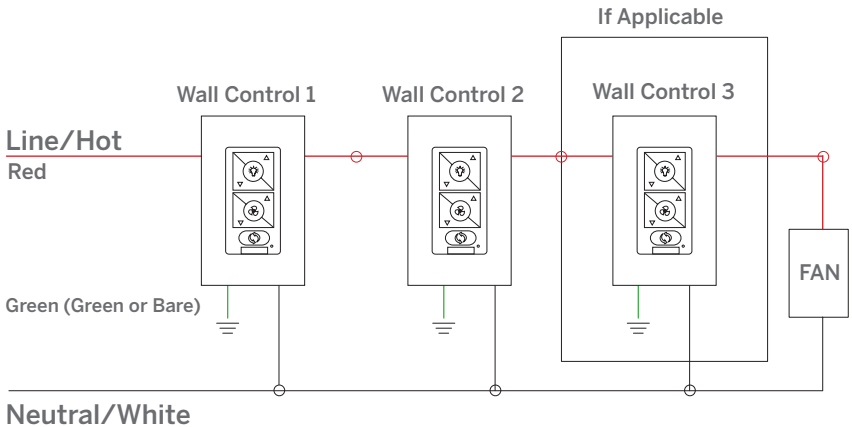 If Applicable
Wall Control 1
Wall Control 2
Wall Control 3
Line/Hot
Red
FAN
Green (Green or Bare)
Neutral/White